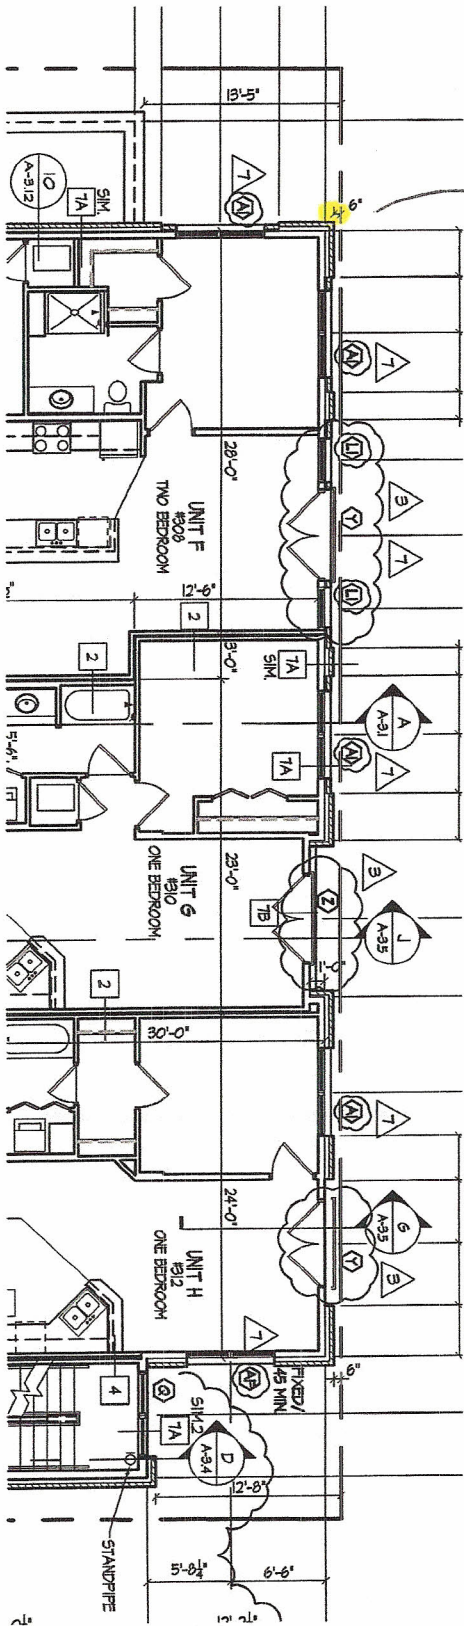 13'-5"
7
A1
6"
10
A-3.12
SIM.
7A
A1
7
L1
3
Y
7
L1
28'-0"
UNIT F
#308
TWO BEDROOM
12'-6"
2
2
3'-0"
7A
SIM.
A
A-3.1
7A
A1
7
5'-6"
3
Z
J
A-3.5
7B
23'-0"
UNIT G
#310
ONE BEDROOM
1'-0"
2
30'-0"
A1
7
G
A-3.5
Y
3
24'-0"
UNIT H
#312
ONE BEDROOM
7
6"
FIXED/
45 MIN.
AF
4
Q
SIM.2
7A
D
A-3.4
12'-8"
STANDPIPE
5'-8 1/4"
6'-6"